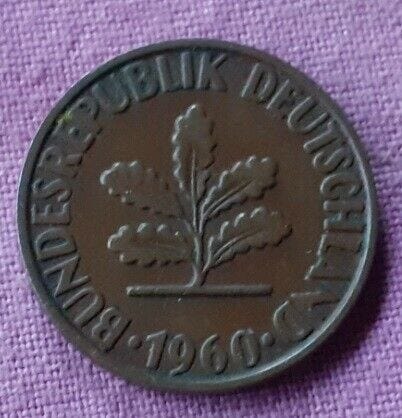 BUNDESREPUBLIK DEUTSCHLAND
· 1960 ·